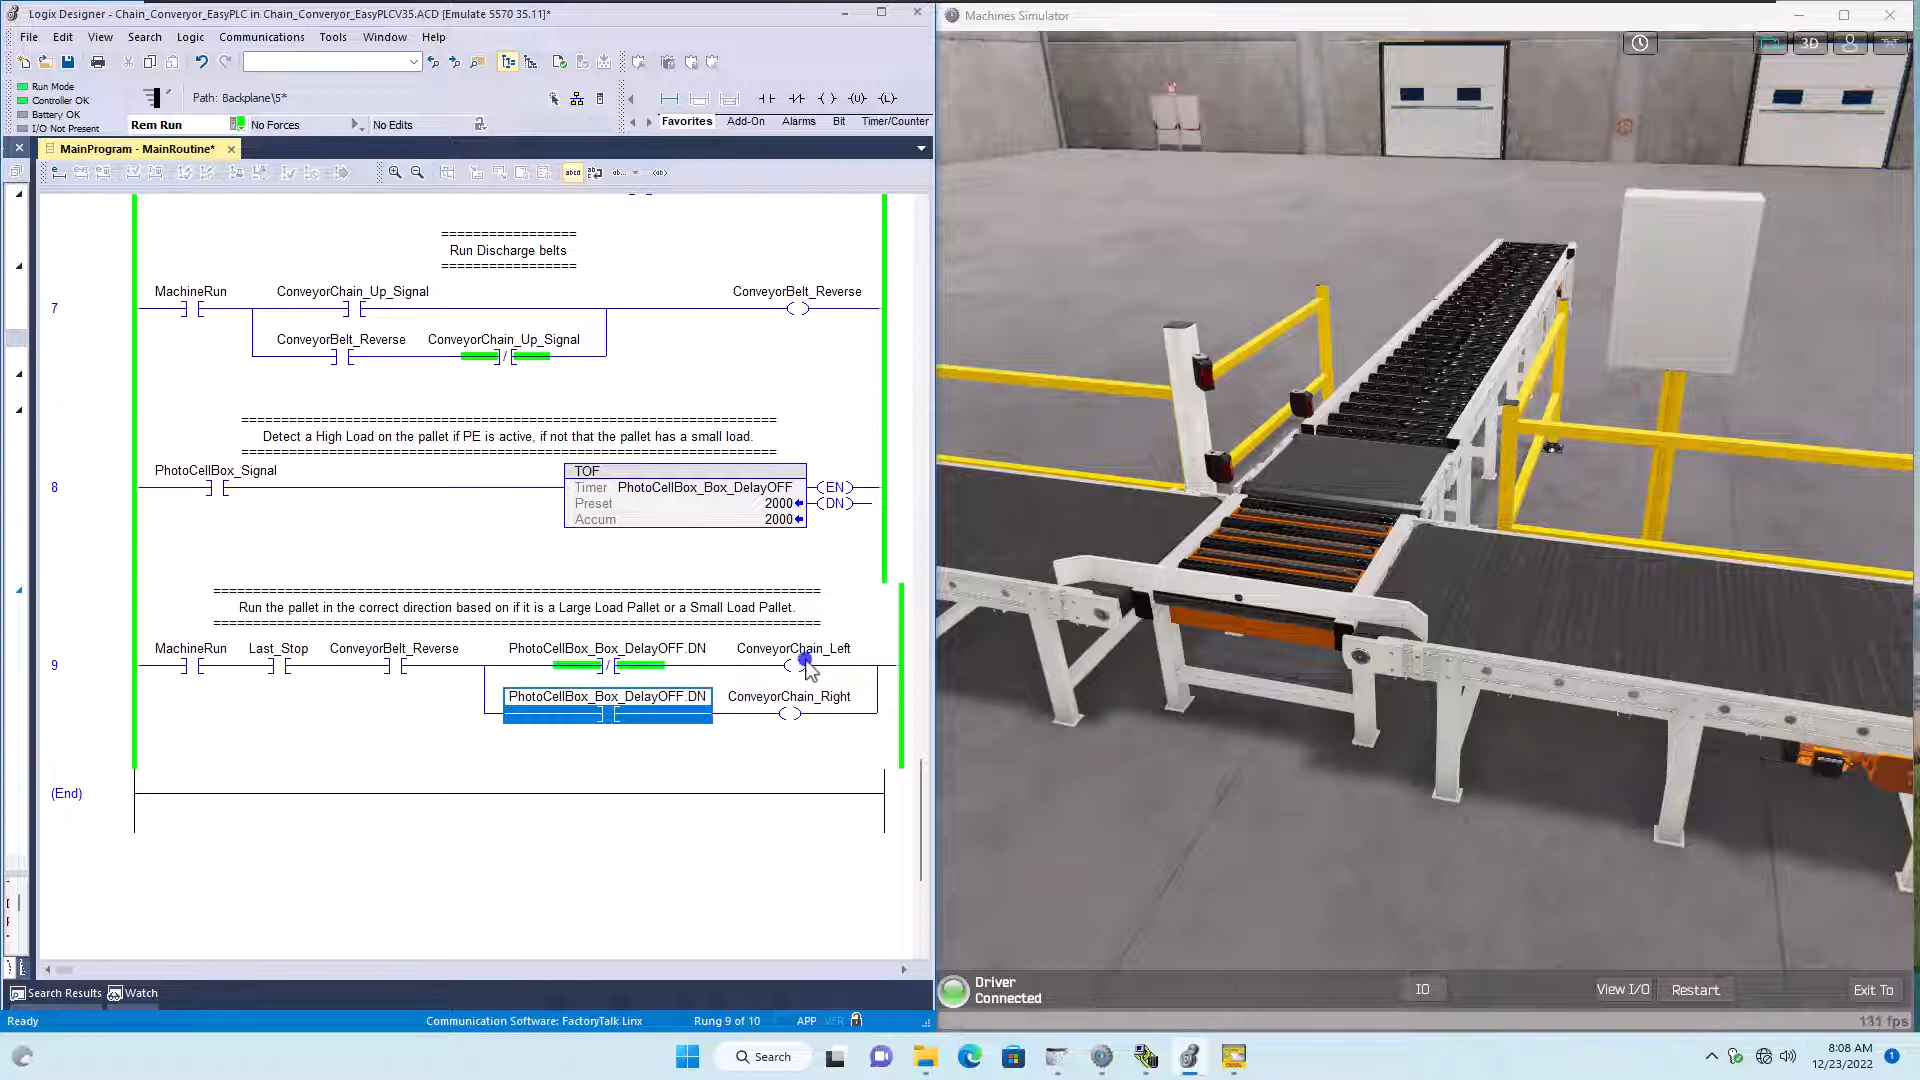 Logix Designer - Chain_Converyor_EasyPLC in Chain_Converyor_EasyPLCV35.ACD [Emulate 5570 35.11]*
Machines Simulator
File Edit View Search Logic Communications Tools Window Help
3D
Run Mode
Controller OK
Battery OK
I/O Not Present
Path: Backplane\5*
Rem Run
No Forces
No Edits
Favorites Add-On Alarms Bit Timer/Counter
MainProgram - MainRoutine*
=================
Run Discharge belts
=================
MachineRun ConveyorChain_Up_Signal ConveyorBelt_Reverse
7
ConveyorBelt_Reverse ConveyorChain_Up_Signal
===================================================================
Detect a High Load on the pallet if PE is active, if not that the pallet has a small load.
===================================================================
PhotoCellBox_Signal
TOF
8
Timer PhotoCellBox_Box_DelayOFF EN
Preset 2000 DN
Accum 2000
============================================================================
Run the pallet in the correct direction based on if it is a Large Load Pallet or a Small Load Pallet.
============================================================================
MachineRun Last_Stop ConveyorBelt_Reverse PhotoCellBox_Box_DelayOFF.DN ConveyorChain_Left
9
PhotoCellBox_Box_DelayOFF.DN ConveyorChain_Right
(End)
Search Results Watch
Driver
Connected
IO View I/O Restart Exit To
Ready Communication Software: FactoryTalk Linx Rung 9 of 10 APP VER
131 fps
Search
8:08 AM
12/23/2022
1